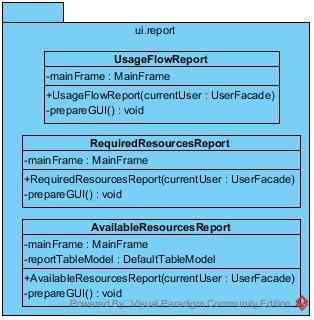 ui.report
UsageFlowReport
-mainFrame : MainFrame
+UsageFlowReport(currentUser : UserFacade)
-prepareGUI() : void
RequiredResourcesReport
-mainFrame : MainFrame
+RequiredResourcesReport(currentUser : UserFacade)
-prepareGUI() : void
AvailableResourcesReport
-mainFrame : MainFrame
-reportTableModel : DefaultTableModel
+AvailableResourcesReport(currentUser : UserFacade)
-prepareGUI() : void
Powered By Visual Paradigm Community Edition